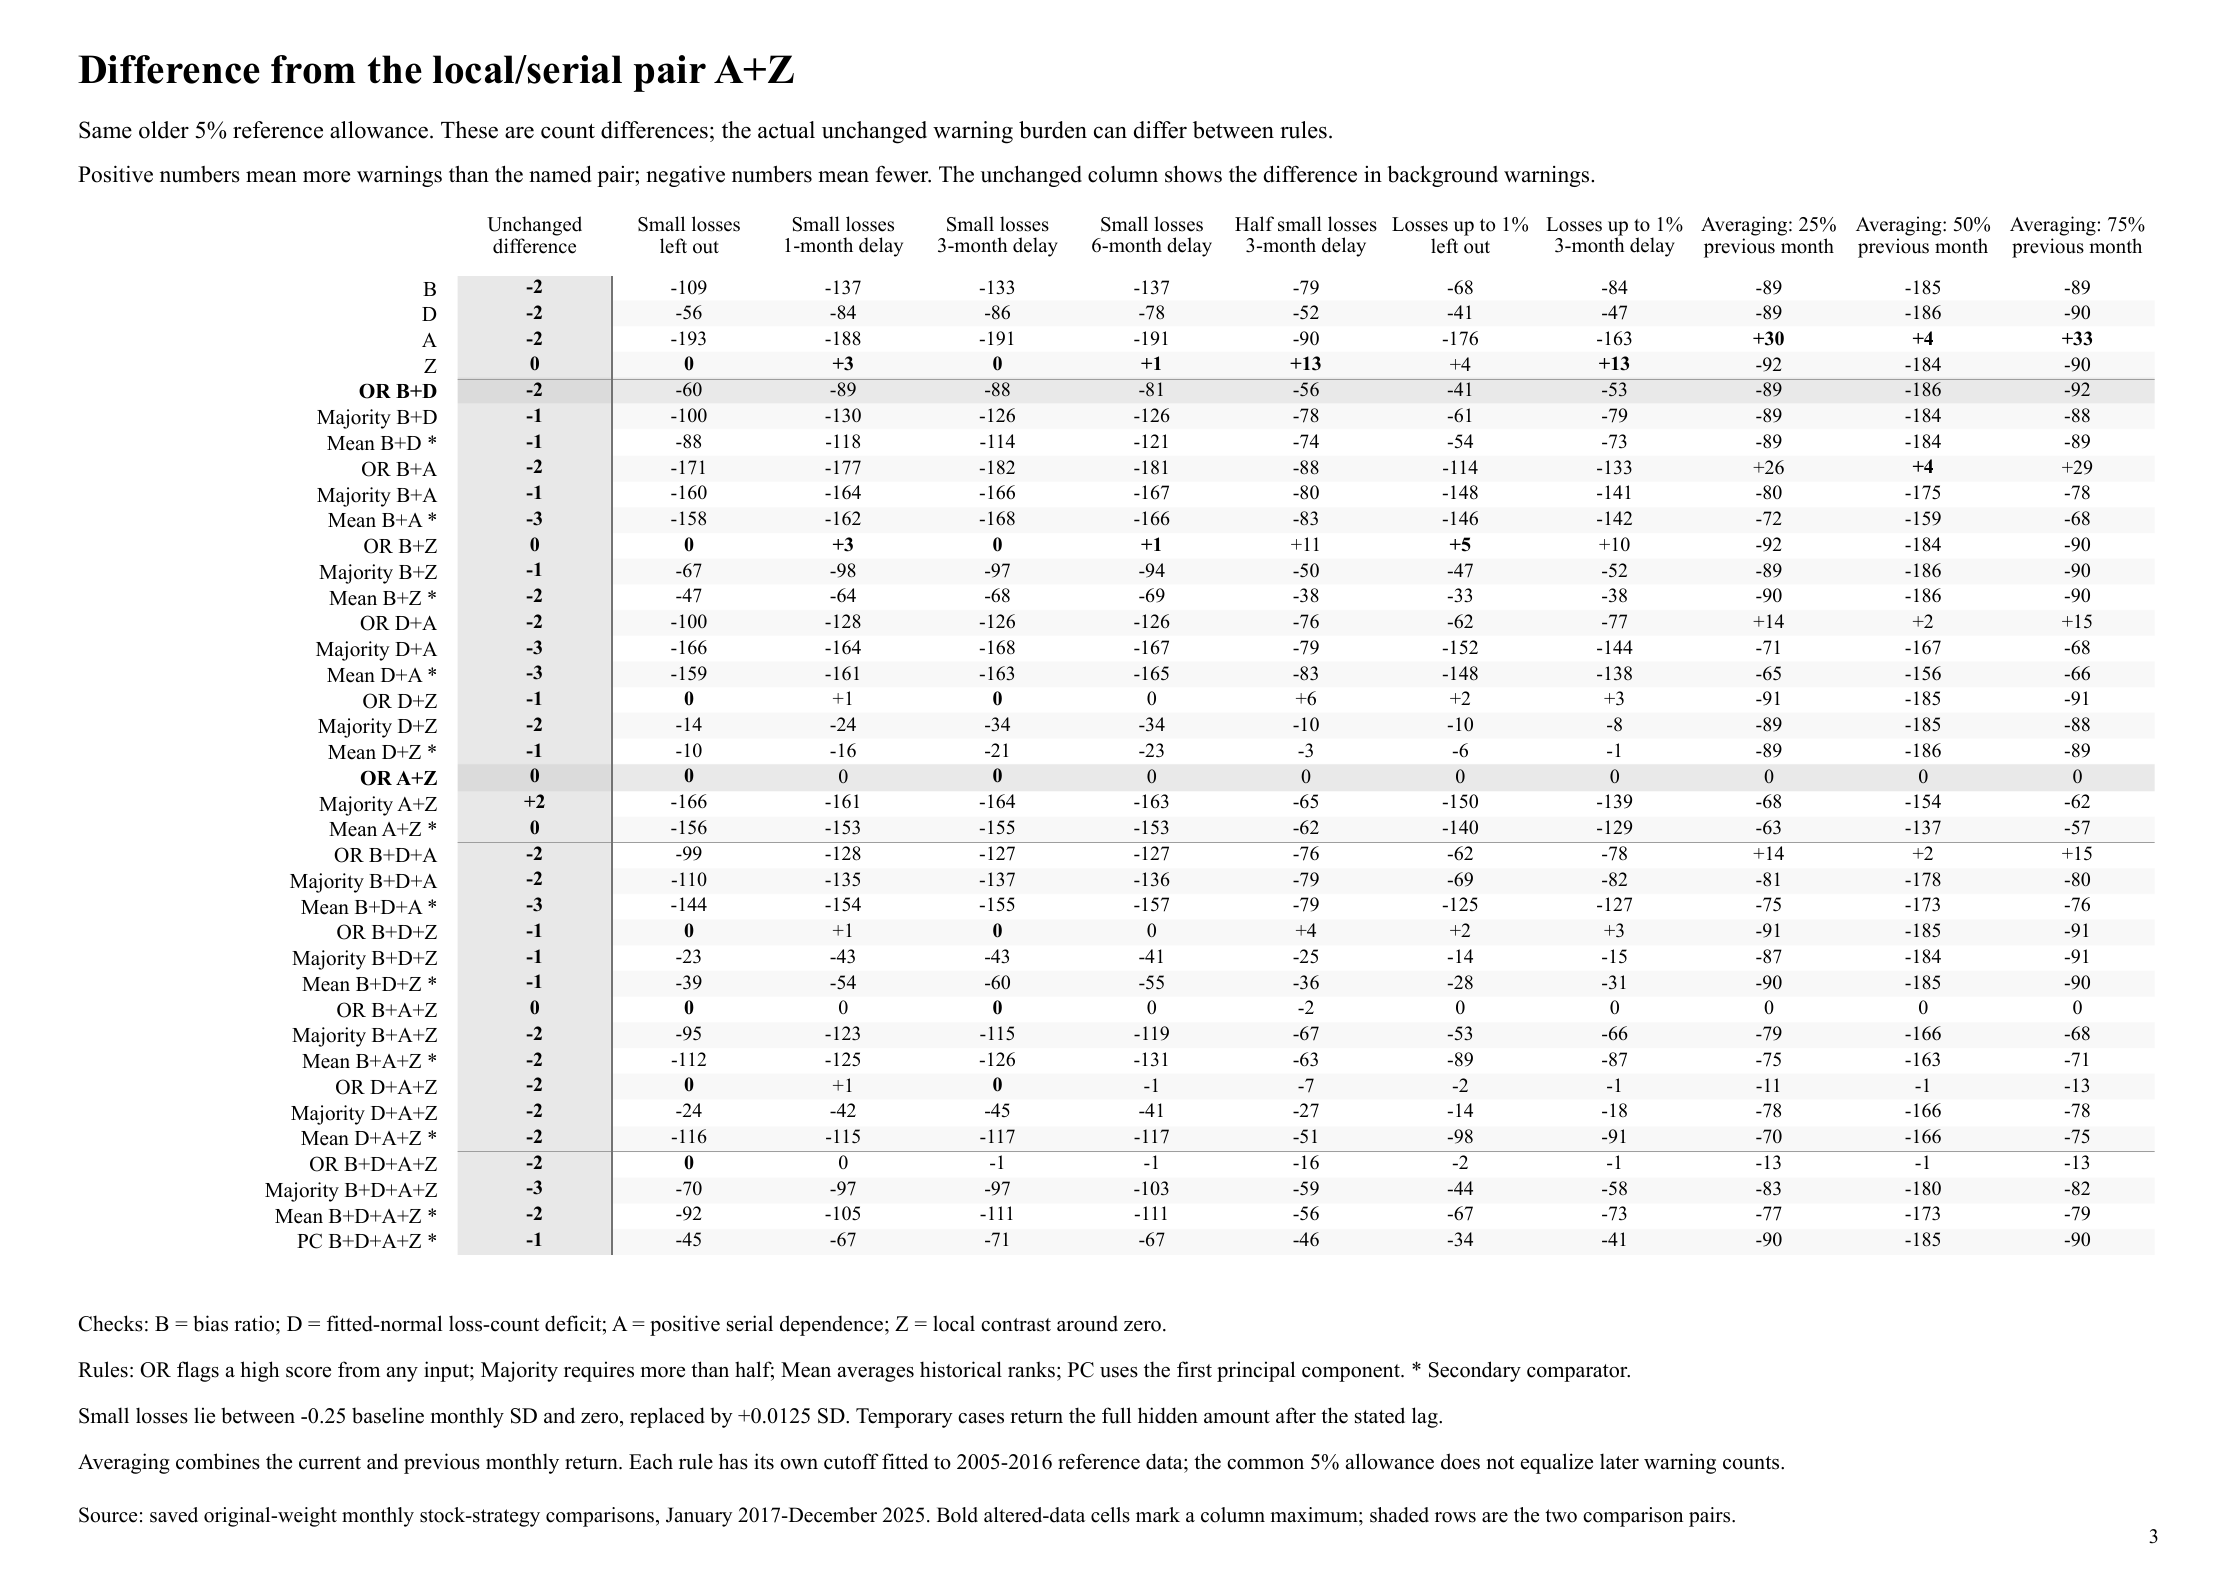 Difference from the local/serial pair A+Z
Same older 5% reference allowance. These are count differences; the actual unchanged warning burden can differ between rules.
Positive numbers mean more warnings than the named pair; negative numbers mean fewer. The unchanged column shows the difference in background warnings.
Unchanged Small losses Small losses Small losses Small losses Half small losses Losses up to 1% Losses up to 1% Averaging: 25% Averaging: 50% Averaging: 75%
difference left out 1-month delay 3-month delay 6-month delay 3-month delay left out 3-month delay previous month previous month previous month
B -2 -109 -137 -133 -137 -79 -68 -84 -89 -185 -89
D -2 -56 -84 -86 -78 -52 -41 -47 -89 -186 -90
A -2 -193 -188 -191 -191 -90 -176 -163 +30 +4 +33
Z 0 0 +3 0 +1 +13 +4 +13 -92 -184 -90
OR B+D -2 -60 -89 -88 -81 -56 -41 -53 -89 -186 -92
Majority B+D -1 -100 -130 -126 -126 -78 -61 -79 -89 -184 -88
Mean B+D * -1 -88 -118 -114 -121 -74 -54 -73 -89 -184 -89
OR B+A -2 -171 -177 -182 -181 -88 -114 -133 +26 +4 +29
Majority B+A -1 -160 -164 -166 -167 -80 -148 -141 -80 -175 -78
Mean B+A * -3 -158 -162 -168 -166 -83 -146 -142 -72 -159 -68
OR B+Z 0 0 +3 0 +1 +11 +5 +10 -92 -184 -90
Majority B+Z -1 -67 -98 -97 -94 -50 -47 -52 -89 -186 -90
Mean B+Z * -2 -47 -64 -68 -69 -38 -33 -38 -90 -186 -90
OR D+A -2 -100 -128 -126 -126 -76 -62 -77 +14 +2 +15
Majority D+A -3 -166 -164 -168 -167 -79 -152 -144 -71 -167 -68
Mean D+A * -3 -159 -161 -163 -165 -83 -148 -138 -65 -156 -66
OR D+Z -1 0 +1 0 0 +6 +2 +3 -91 -185 -91
Majority D+Z -2 -14 -24 -34 -34 -10 -10 -8 -89 -185 -88
Mean D+Z * -1 -10 -16 -21 -23 -3 -6 -1 -89 -186 -89
OR A+Z 0 0 0 0 0 0 0 0 0 0 0
Majority A+Z +2 -166 -161 -164 -163 -65 -150 -139 -68 -154 -62
Mean A+Z * 0 -156 -153 -155 -153 -62 -140 -129 -63 -137 -57
OR B+D+A -2 -99 -128 -127 -127 -76 -62 -78 +14 +2 +15
Majority B+D+A -2 -110 -135 -137 -136 -79 -69 -82 -81 -178 -80
Mean B+D+A * -3 -144 -154 -155 -157 -79 -125 -127 -75 -173 -76
OR B+D+Z -1 0 +1 0 0 +4 +2 +3 -91 -185 -91
Majority B+D+Z -1 -23 -43 -43 -41 -25 -14 -15 -87 -184 -91
Mean B+D+Z * -1 -39 -54 -60 -55 -36 -28 -31 -90 -185 -90
OR B+A+Z 0 0 0 0 0 -2 0 0 0 0 0
Majority B+A+Z -2 -95 -123 -115 -119 -67 -53 -66 -79 -166 -68
Mean B+A+Z * -2 -112 -125 -126 -131 -63 -89 -87 -75 -163 -71
OR D+A+Z -2 0 +1 0 -1 -7 -2 -1 -11 -1 -13
Majority D+A+Z -2 -24 -42 -45 -41 -27 -14 -18 -78 -166 -78
Mean D+A+Z * -2 -116 -115 -117 -117 -51 -98 -91 -70 -166 -75
OR B+D+A+Z -2 0 0 -1 -1 -16 -2 -1 -13 -1 -13
Majority B+D+A+Z -3 -70 -97 -97 -103 -59 -44 -58 -83 -180 -82
Mean B+D+A+Z * -2 -92 -105 -111 -111 -56 -67 -73 -77 -173 -79
PC B+D+A+Z * -1 -45 -67 -71 -67 -46 -34 -41 -90 -185 -90
Checks: B = bias ratio; D = fitted-normal loss-count deficit; A = positive serial dependence; Z = local contrast around zero.
Rules: OR flags a high score from any input; Majority requires more than half; Mean averages historical ranks; PC uses the first principal component. * Secondary comparator.
Small losses lie between -0.25 baseline monthly SD and zero, replaced by +0.0125 SD. Temporary cases return the full hidden amount after the stated lag.
Averaging combines the current and previous monthly return. Each rule has its own cutoff fitted to 2005-2016 reference data; the common 5% allowance does not equalize later warning counts.
Source: saved original-weight monthly stock-strategy comparisons, January 2017-December 2025. Bold altered-data cells mark a column maximum; shaded rows are the two comparison pairs.
3